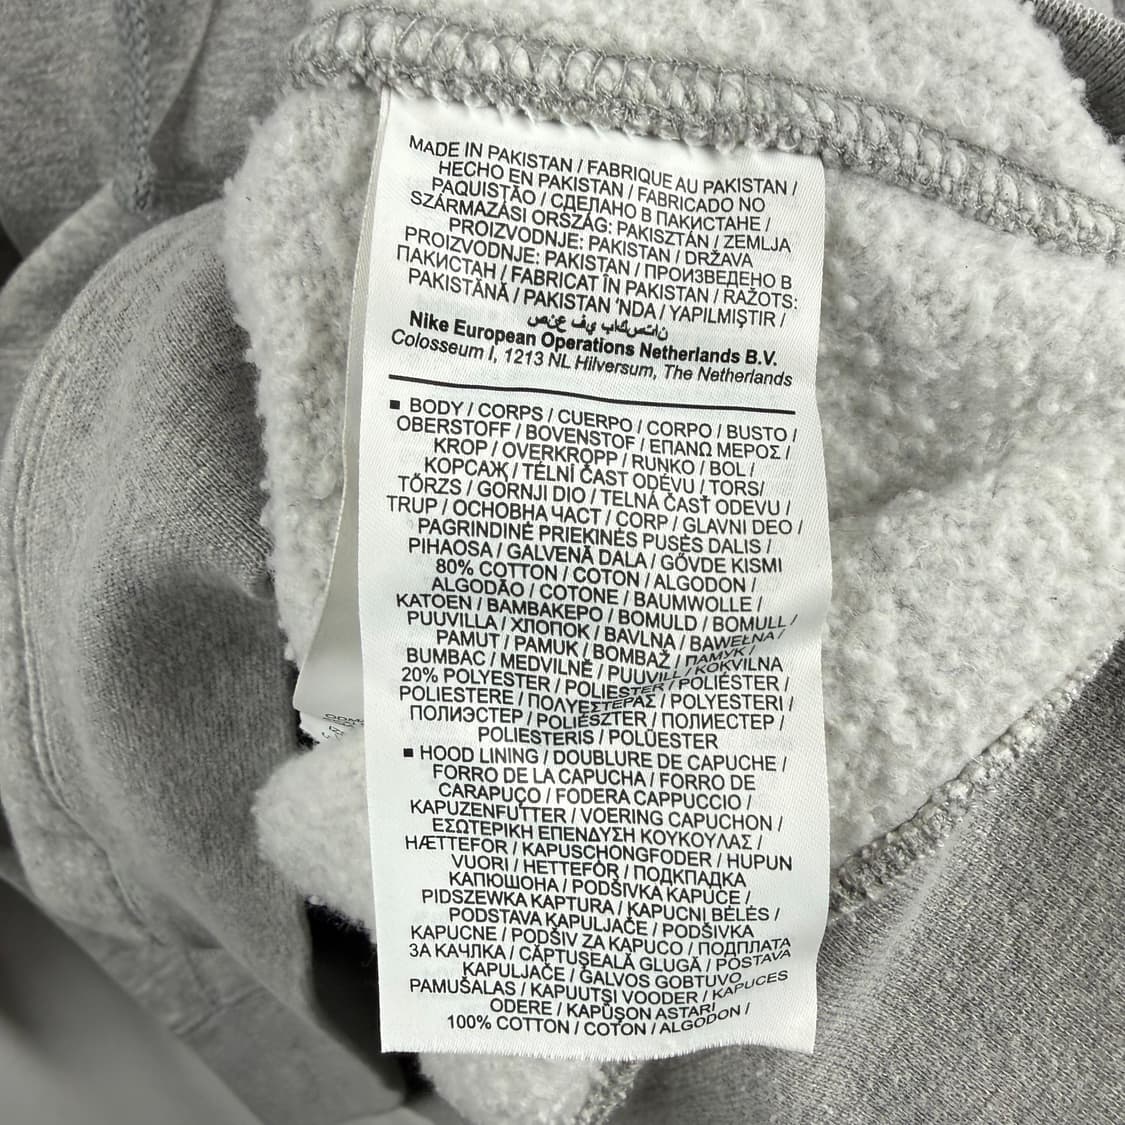 MADE IN PAKISTAN / FABRIQUE AU PAKISTAN /
HECHO EN PAKISTAN / FABRICADO NO
PAQUISTÃO / СДЕЛАНО В ПАКИСТАНЕ /
SZÁRMAZÁSI ORSZÁG: PAKISZTÁN / ZEMLJA
PROIZVODNJE: PAKISTAN / DRŽAVA
PROIZVODNJE: PAKISTAN / ПРОИЗВЕДЕНО В
ПАКИСТАН / FABRICAT ÎN PAKISTAN / RAŽOTS:
PAKISTĀNĀ / PAKISTAN 'NDA / YAPILMIŞTIR /
صنع في باكستان
Nike European Operations Netherlands B.V.
Colosseum I, 1213 NL Hilversum, The Netherlands
■ BODY / CORPS / CUERPO / CORPO / BUSTO /
OBERSTOFF / BOVENSTOF / ΕΠΑΝΩ ΜΕΡΟΣ /
KROP / OVERKROPP / RUNKO / BOL /
КОРСАЖ / TĚLNÍ ČAST ODĚVU / TORS/
TŐRZS / GORNJI DIO / TELNÁ ČASŤ ODEVU /
TRUP / ОСНОВНА ЧАСТ / CORP / GLAVNI DEO /
PAGRINDINĖ PRIEKINĖS PUSĖS DALIS /
PIHAOSA / GALVENĀ DAĻA / GÖVDE KISMI
80% COTTON / COTON / ALGODON /
ALGODÃO / COTONE / BAUMWOLLE /
KATOEN / ΒΑΜΒΑΚΕΡΟ / BOMULD / BOMULL /
PUUVILLA / ХЛОПОК / BAVLNA / BAWEŁNA /
PAMUT / PAMUK / BOMBAŽ / ПАМУК /
BUMBAC / MEDVILNĖ / PUUVILL / KOKVILNA
20% POLYESTER / POLIESTER / POLIÉSTER /
POLIESTERE / ΠΟΛΥΕΣΤΕΡΑΣ / POLYESTERI /
ПОЛИЭСТЕР / POLIÉSZTER / ПОЛИЕСТЕР /
POLIESTERIS / POLÜESTER
■ HOOD LINING / DOUBLURE DE CAPUCHE /
FORRO DE LA CAPUCHA / FORRO DE
CARAPUÇO / FODERA CAPPUCCIO /
KAPUZENFUTTER / VOERING CAPUCHON /
ΕΣΩΤΕΡΙΚΗ ΕΠΕΝΔΥΣΗ ΚΟΥΚΟΥΛΑΣ /
HÆTTEFOR / KAPUSCHONGFODER / HUPUN
VUORI / HETTEFÒR / ПОДКПАДКА
КАПЮШОНА / PODŠIVKA KAPUCE /
PIDSZEWKA KAPTURA / KAPUCNI BÉLÉS /
PODSTAVA KAPULJAČE / PODŠIVKA
KAPUCNE / PODŠIV ZA KAPUCO / ПОДПЛАТА
ЗА КАЧЛКА / CĂPTUȘEALĂ GLUGĂ / POSTAVA
KAPULJAČE / GALVOS GOBTUVO
PAMUŠALAS / KAPUUTSI VOODER / KAPUCES
ODERE / KAPÜŞON ASTARI
100% COTTON / COTON / ALGODON /